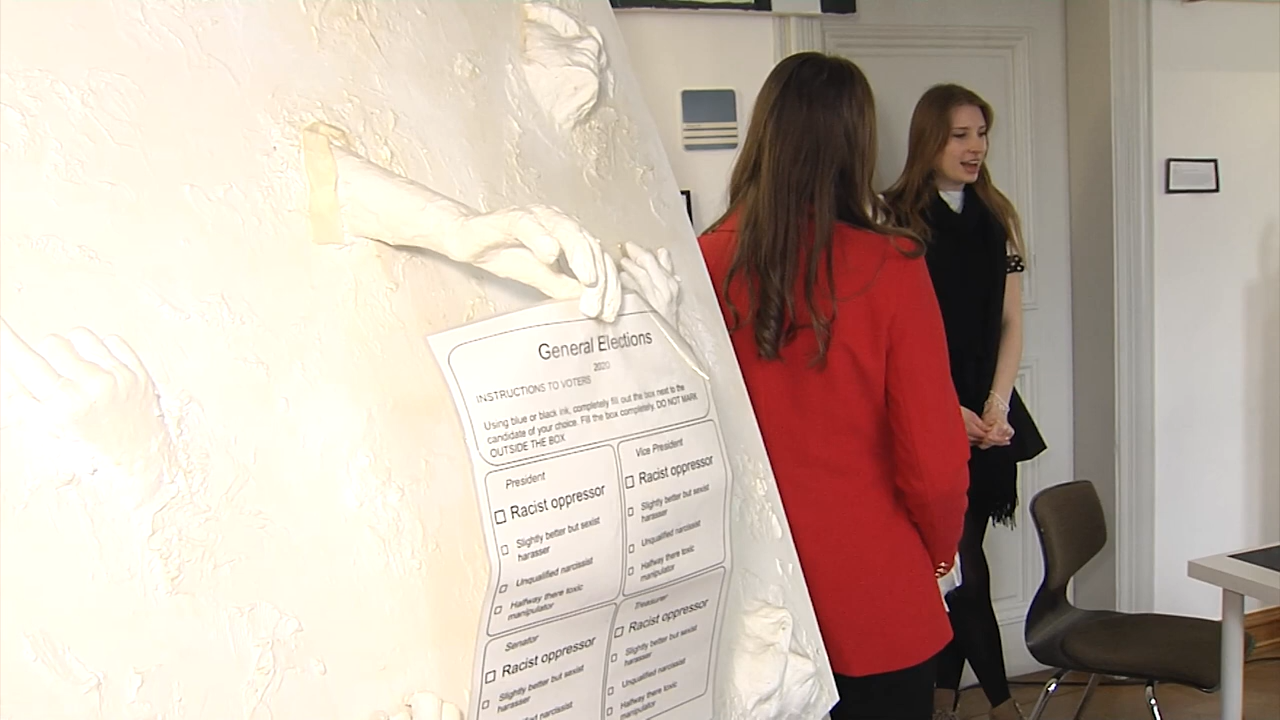 General Elections
2020
INSTRUCTIONS TO VOTERS
Using blue or black ink, completely fill out the box next to the
candidate of your choice. Fill the box completely. DO NOT MARK
OUTSIDE THE BOX
President
Racist oppressor
Slightly better but sexist
harasser
Unqualified narcissist
Halfway there toxic
manipulator
Vice President
Racist oppressor
Slightly better but sexist
harasser
Unqualified narcissist
Halfway there toxic
manipulator
Senator
Racist oppressor
Slightly better but sexist
harasser
narcissist
Treasurer
Racist oppressor
Slightly better but sexist
harasser
Unqualified narcissist
Halfway there toxic
manipulator